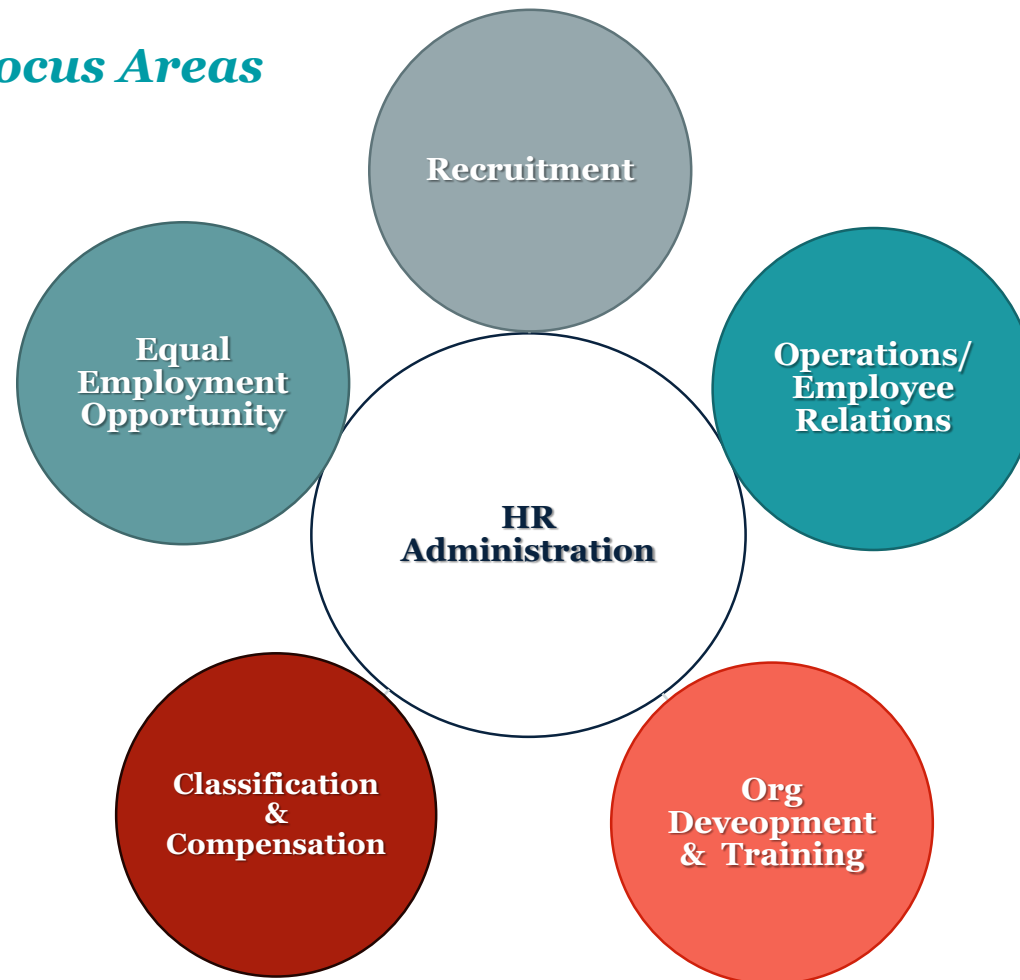 ocus Areas
Recruitment
Equal
Employment
Opportunity
Operations/
Employee
Relations
HR
Administration
Classification
&
Compensation
Org
Deveopment
& Training